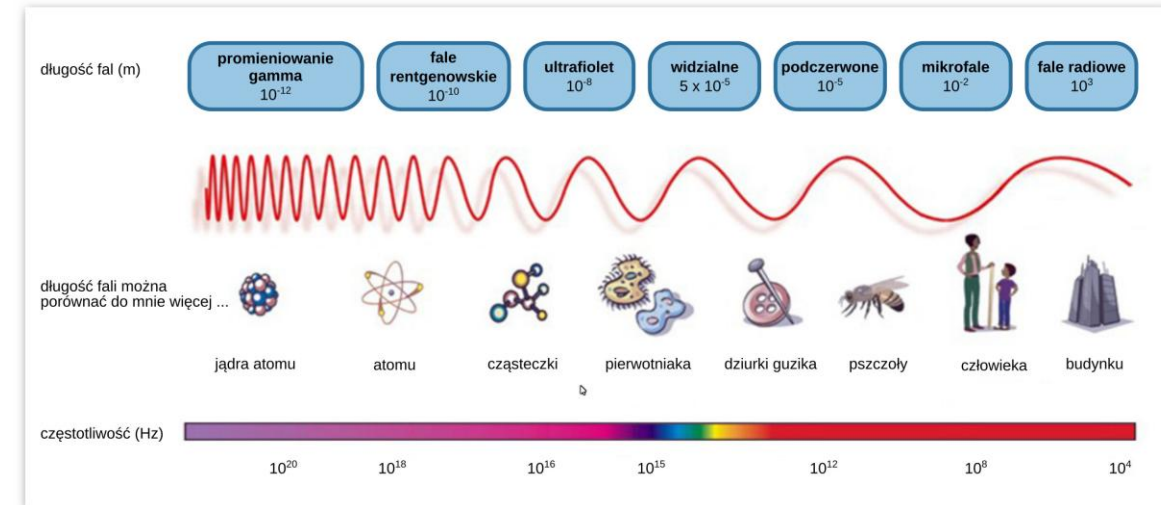 długość fal (m)
promieniowanie
gamma
10⁻¹²
fale
rentgenowskie
10⁻¹⁰
ultrafiolet
10⁻⁸
widzialne
5 x 10⁻⁵
podczerwone
10⁻⁵
mikrofale
10⁻²
fale radiowe
10³
długość fali można
porównać do mnie więcej ...
jądra atomu
atomu
cząsteczki
pierwotniaka
dziurki guzika
pszczoły
człowieka
budynku
częstotliwość (Hz)
10²⁰
10¹⁸
10¹⁶
10¹⁵
10¹²
10⁸
10⁴